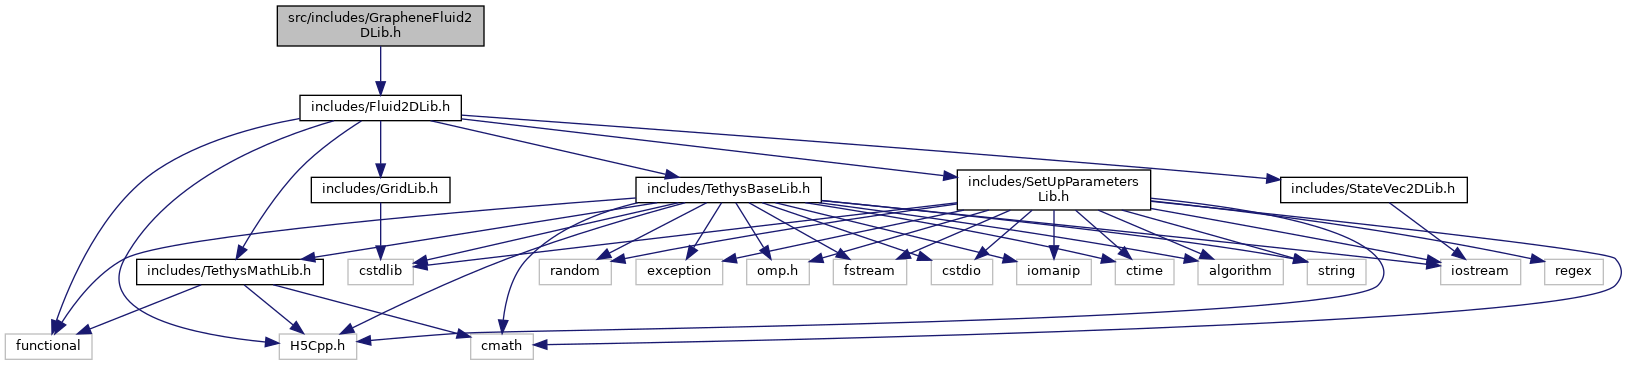 src/includes/GrapheneFluid2
DLib.h
includes/Fluid2DLib.h
includes/GridLib.h
includes/TethysBaseLib.h
includes/SetUpParameters
Lib.h
includes/StateVec2DLib.h
includes/TethysMathLib.h
cstdlib
random
exception
omp.h
fstream
cstdio
iomanip
ctime
algorithm
string
iostream
regex
functional
H5Cpp.h
cmath